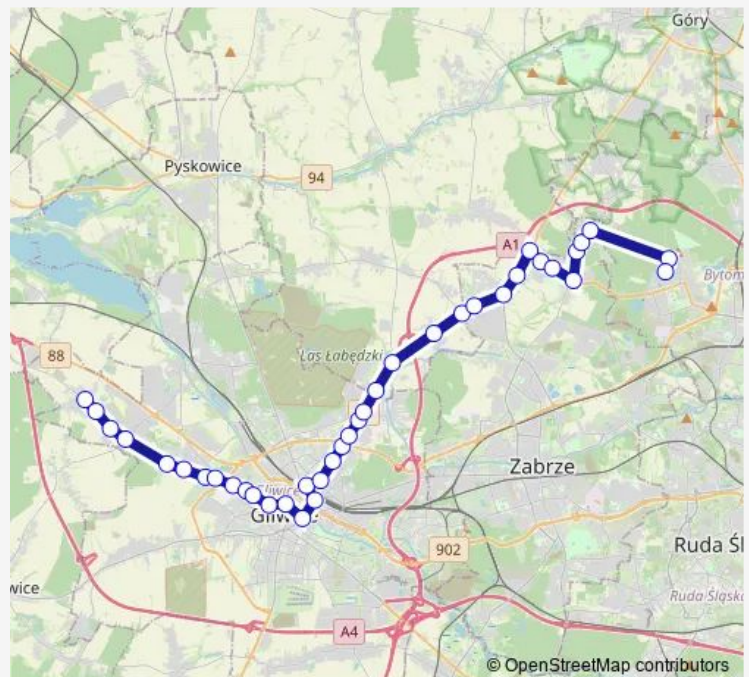 Góry
Pyskowice
94
A1
Bytom
Las Łabędzki
88
Zabrze
Gliwice
Ruda Śl
902
wice
Ruda Śląska
A4
© OpenStreetMap contributors